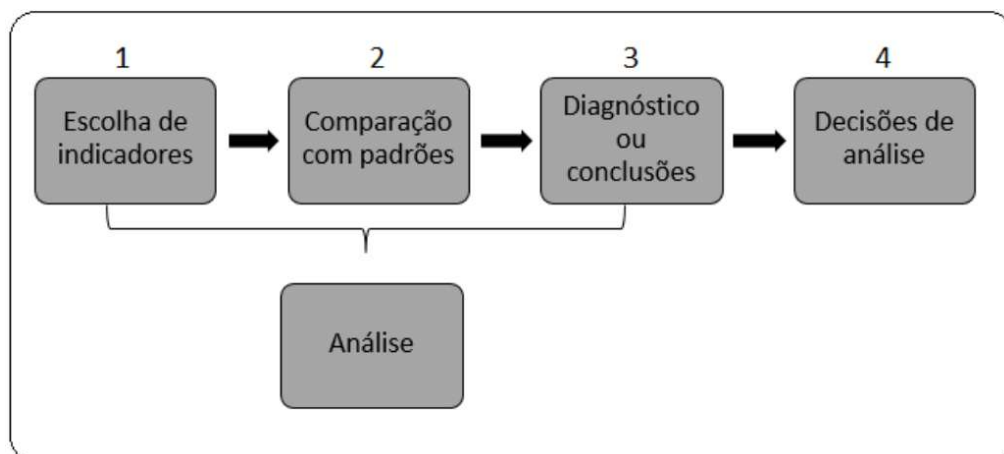 1
Escolha de
indicadores
2
Comparação
com padrões
3
Diagnóstico
ou
conclusões
4
Decisões de
análise
Análise